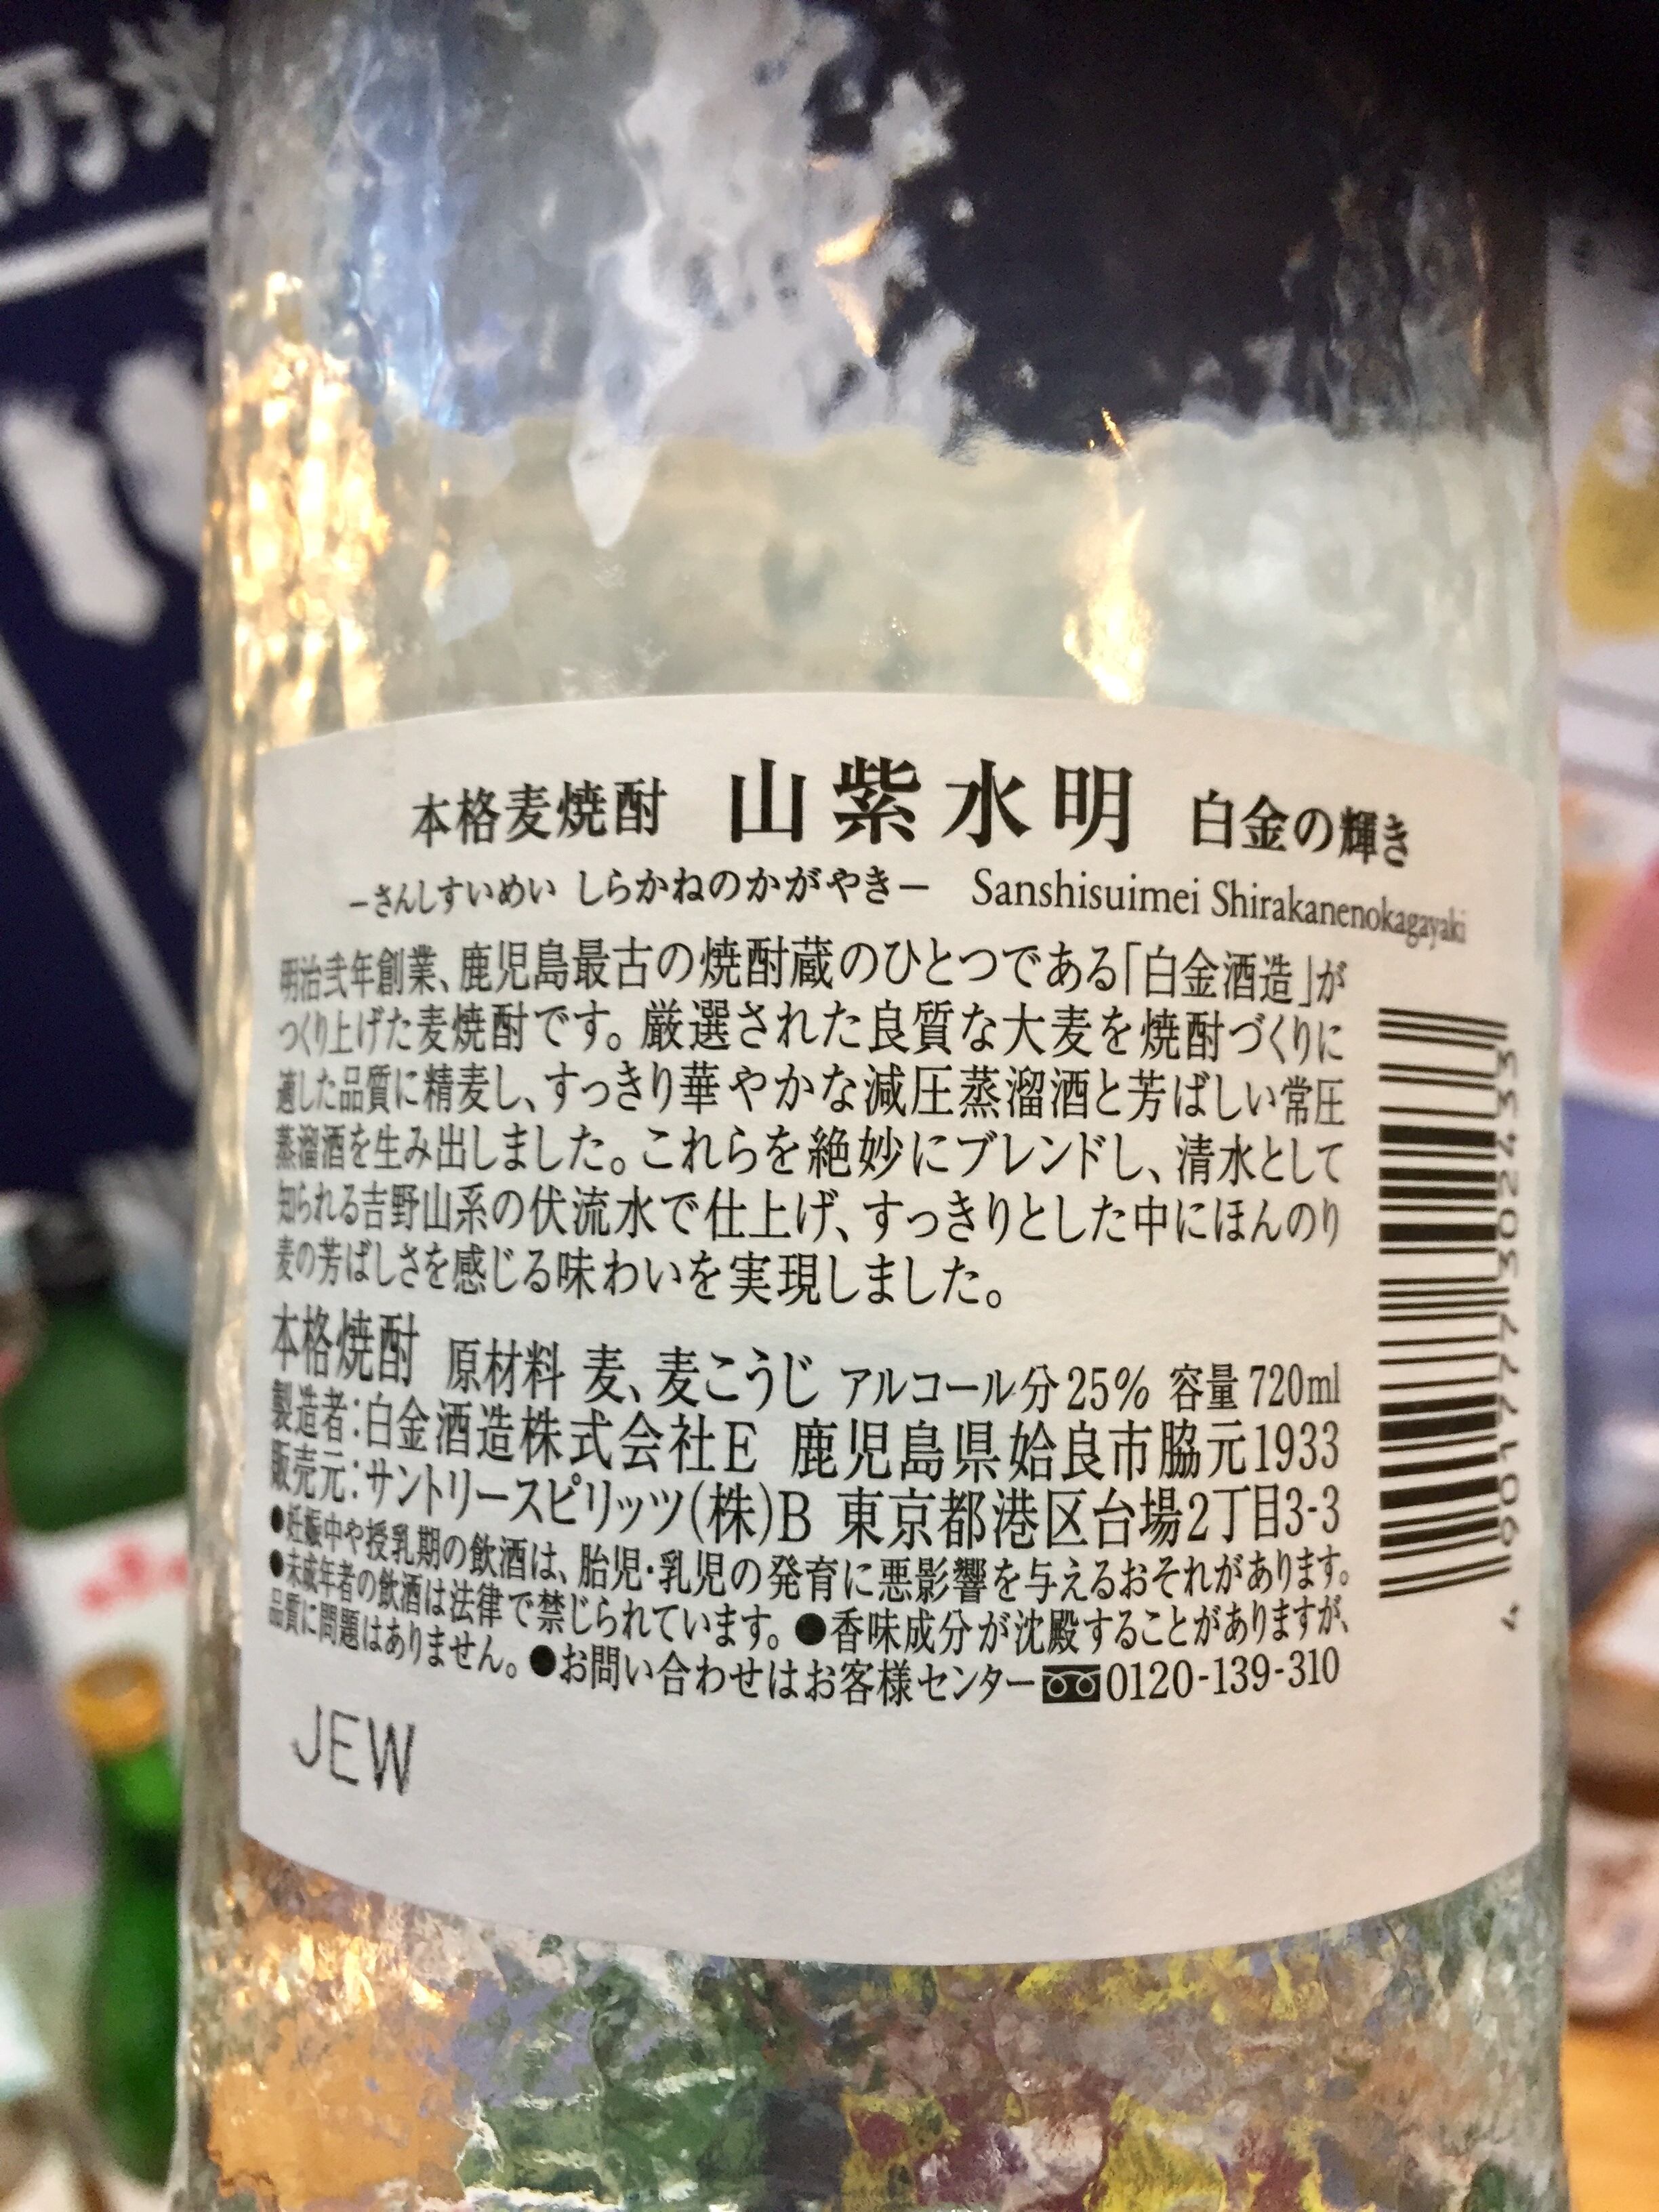 本格麦焼酎 山紫水明 白金の輝き
－さんしすいめい しらかねのかがやき－ Sanshisuimei Shirakanenokagayaki
明治弐年創業、鹿児島最古の焼酎蔵のひとつである「白金酒造」が
つくり上げた麦焼酎です。厳選された良質な大麦を焼酎づくりに
適した品質に精麦し、すっきり華やかな減圧蒸溜酒と芳ばしい常圧
蒸溜酒を生み出しました。これらを絶妙にブレンドし、清水として
知られる吉野山系の伏流水で仕上げ、すっきりとした中にほんのり
麦の芳ばしさを感じる味わいを実現しました。
本格焼酎 原材料 麦、麦こうじ アルコール分25% 容量720ml
製造者：白金酒造株式会社E 鹿児島県姶良市脇元1933
販売元：サントリースピリッツ(株)B 東京都港区台場2丁目3-3
●妊娠中や授乳期の飲酒は、胎児・乳児の発育に悪影響を与えるおそれがあります。
●未成年者の飲酒は法律で禁じられています。●香味成分が沈殿することがありますが、
品質に問題はありません。●お問い合わせはお客様センター0120-139-310
JEW